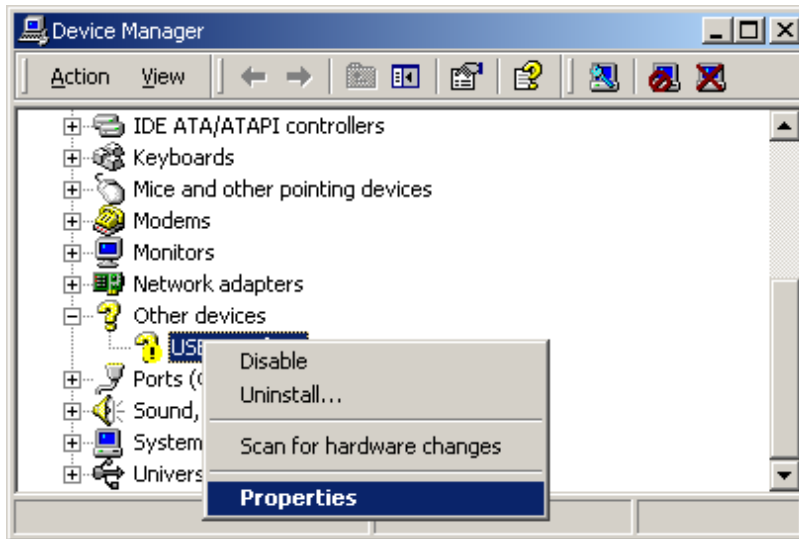 Device Manager
Action View
IDE ATA/ATAPI controllers
Keyboards
Mice and other pointing devices
Modems
Monitors
Network adapters
Other devices
USB
Disable
Ports (
Uninstall...
Sound,
System
Scan for hardware changes
Univers
Properties